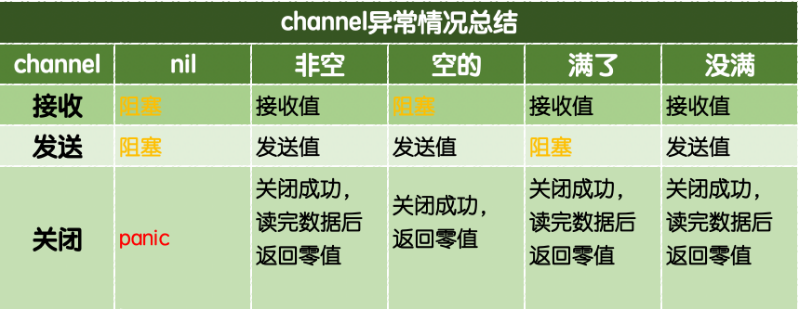 channel异常情况总结
channel nil 非空 空的 满了 没满
接收 阻塞 接收值 阻塞 接收值 接收值
发送 阻塞 发送值 发送值 阻塞 发送值
关闭 panic 关闭成功，读完数据后返回零值 关闭成功，返回零值 关闭成功，读完数据后返回零值 关闭成功，读完数据后返回零值